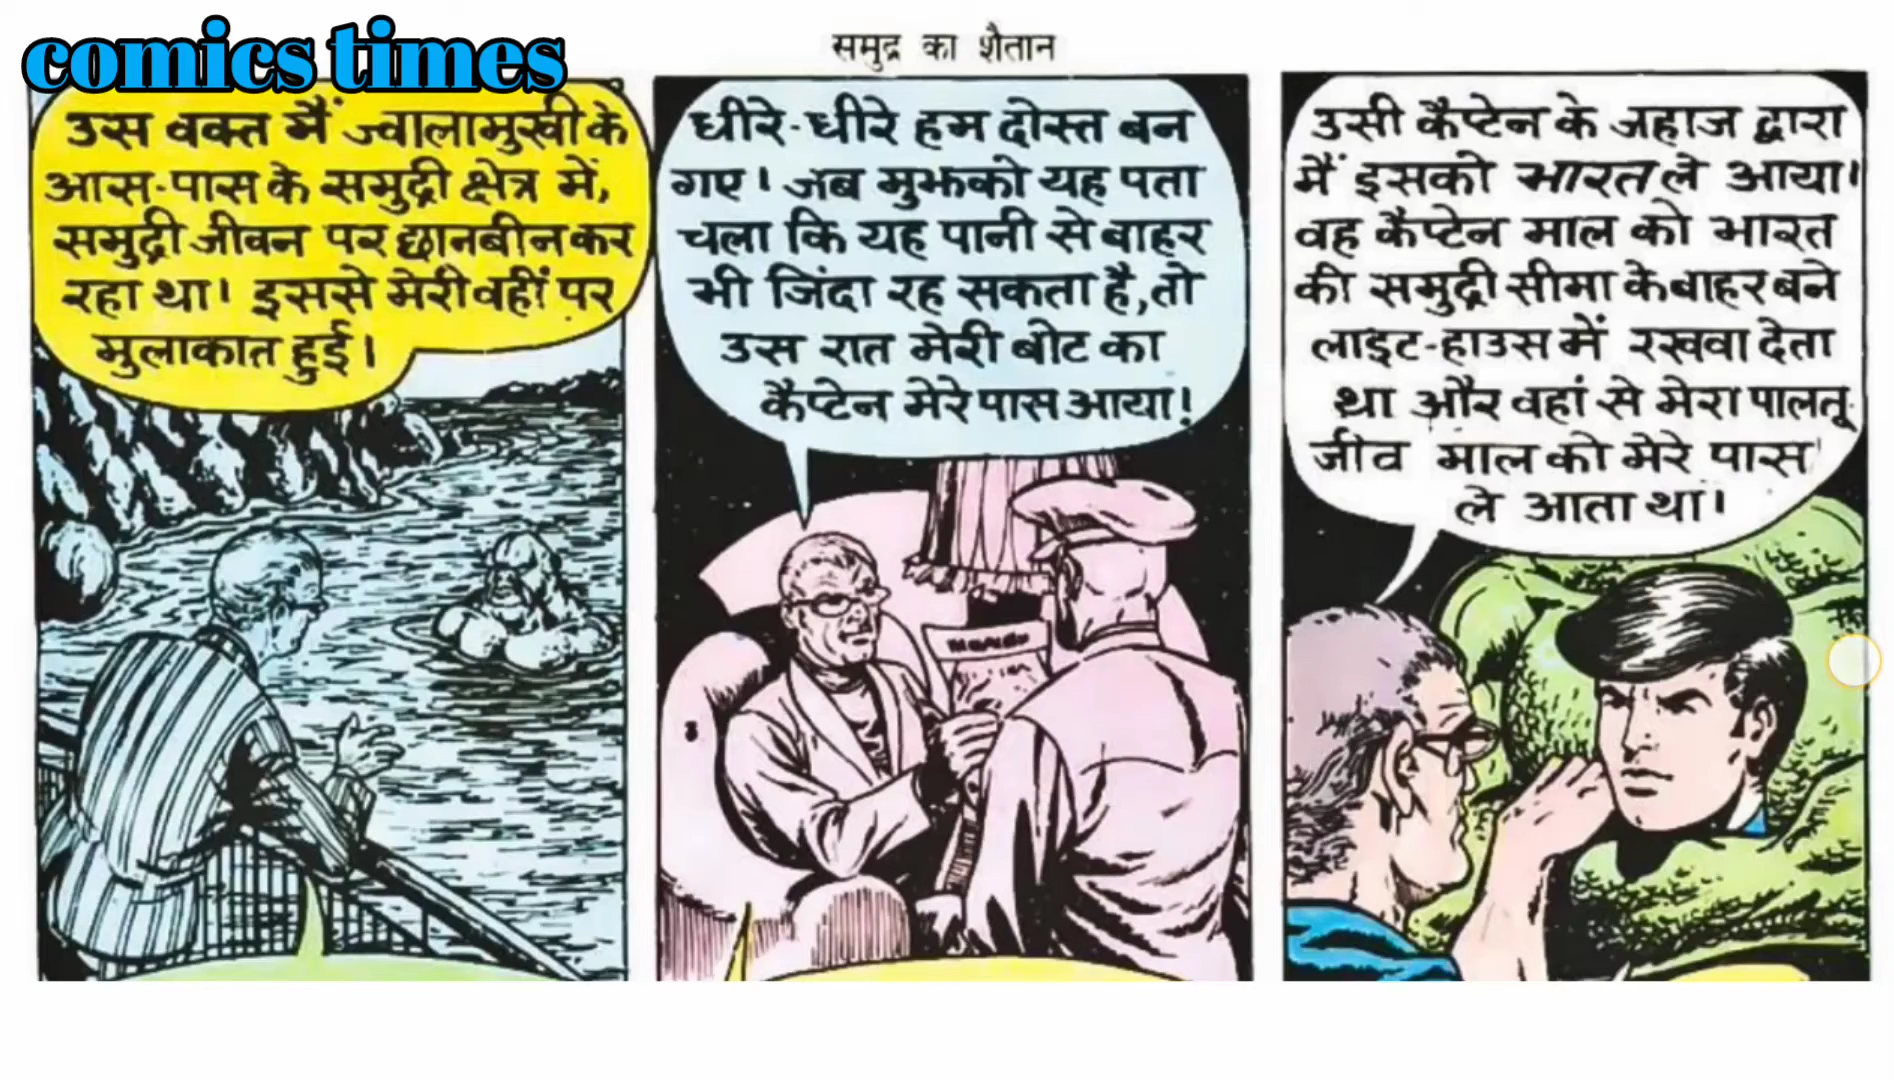 comics times
समुद्र का शैतान
उस वक्त मैं ज्वालामुखी के
आस-पास के समुद्री क्षेत्र में,
समुद्री जीवन पर छानबीन कर
रहा था। इससे मेरी वहीं पर
मुलाकात हुई।
धीरे-धीरे हम दोस्त बन
गए। जब मुझको यह पता
चला कि यह पानी से बाहर
भी जिंदा रह सकता है, तो
उस रात मेरी बोट का
कैप्टेन मेरे पास आया!
उसी कैप्टेन के जहाज द्वारा
मैं इसको भारत ले आया।
वह कैप्टेन माल को भारत
की समुद्री सीमा के बाहर बने
लाइट-हाउस में रखवा देता
था और वहां से मेरा पालतू
जीव माल को मेरे पास
ले आता था।